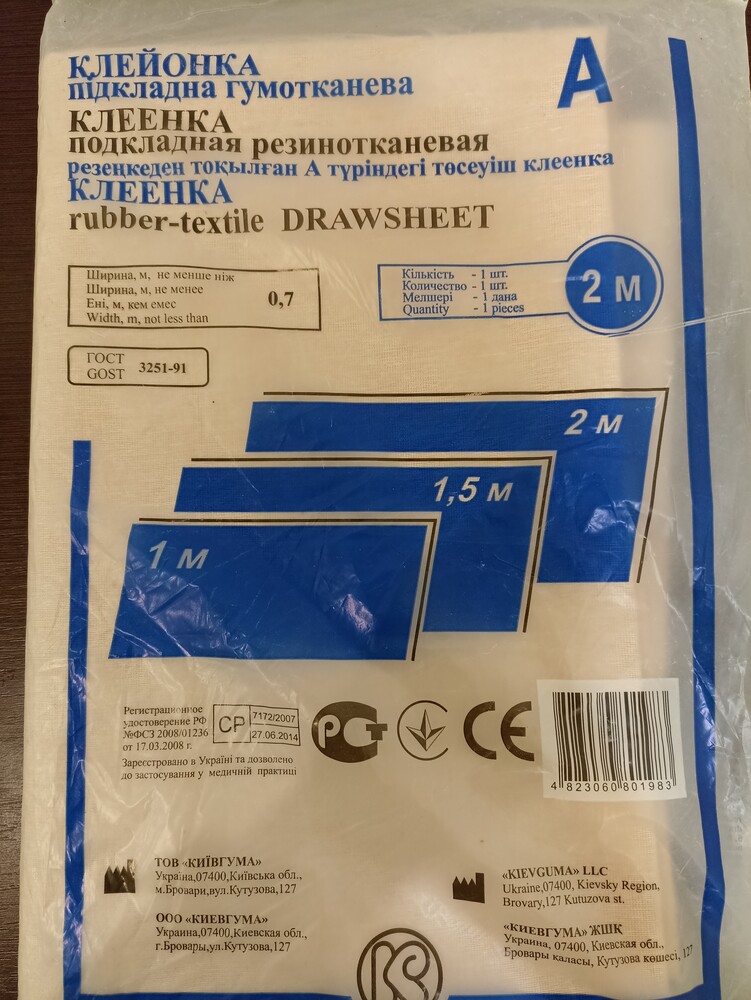 КЛЕЙОНКА
підкладна гумотканева
А
КЛЕЕНКА
подкладная резинотканевая
резеңкеден тоқылған А түріндегі төсеуіш клеенка
КЛЕЕНКА
rubber-textile DRAWSHEET
Ширина, м, не менше ніж
Ширина, м, не менее
Ені, м, кем емес
Width, m, not less than
0,7
Кількість - 1 шт.
Количество - 1 шт.
Мелшері - 1 дана
Quantity - 1 pieces
2 м
ГОСТ
GOST
3251-91
2 м
1,5 м
1 м
Регистрационное
удостоверение РФ
№ФСЗ 2008/01236
от 17.03.2008 г.
СР
7172/2007
27.06.2014
Зареєстровано в Україні та дозволено
до застосування у медичній практиці
РСТ
CE
4 823060 801983
ТОВ «КИЇВГУМА»
Україна,07400,Київська обл.,
м.Бровари,вул.Кутузова,127
ООО «КИЕВГУМА»
Украина,07400,Киевская обл.,
г.Бровары,ул.Кутузова,127
«KIEVGUMA» LLC
Ukraine,07400, Kievsky Region,
Brovary,127 Kutuzova st.
«КИЕВГУМА» ЖШҚ
Украина, 07400, Киевская обл.,
Бровары каласы, Кутузова көшесі, 127